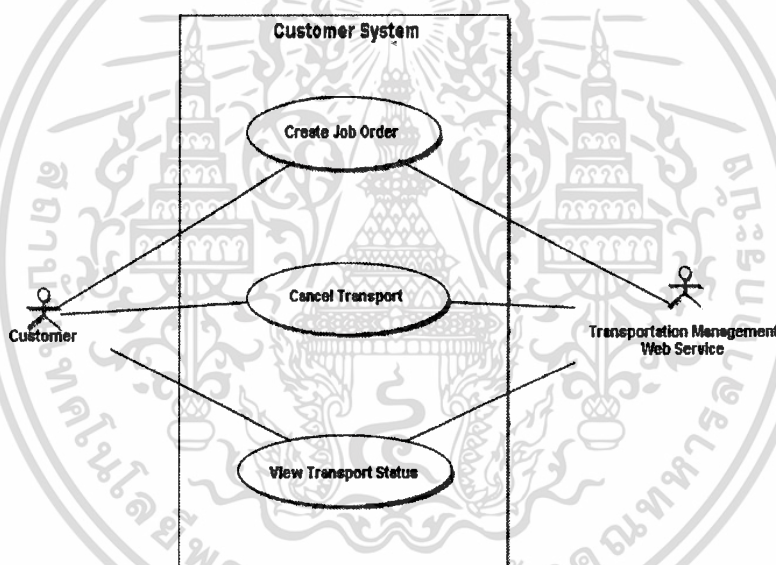 Customer System
Create Job Order
Cancel Transport
Customer
Transportation Management
Web Service
View Transport Status